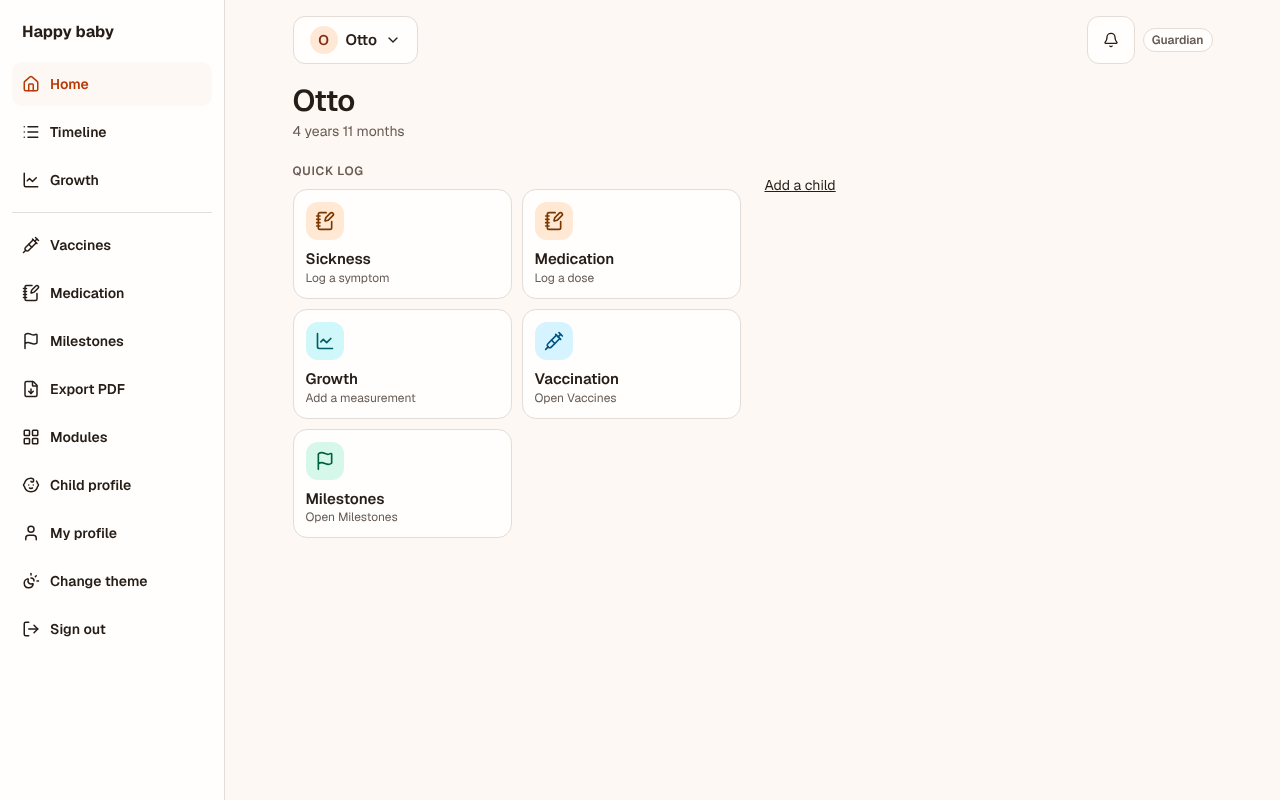 Happy baby
Home
Timeline
Growth
Vaccines
Medication
Milestones
Export PDF
Modules
Child profile
My profile
Change theme
Sign out
O Otto
Guardian
Otto
4 years 11 months
QUICK LOG
Add a child
Sickness
Log a symptom
Medication
Log a dose
Growth
Add a measurement
Vaccination
Open Vaccines
Milestones
Open Milestones